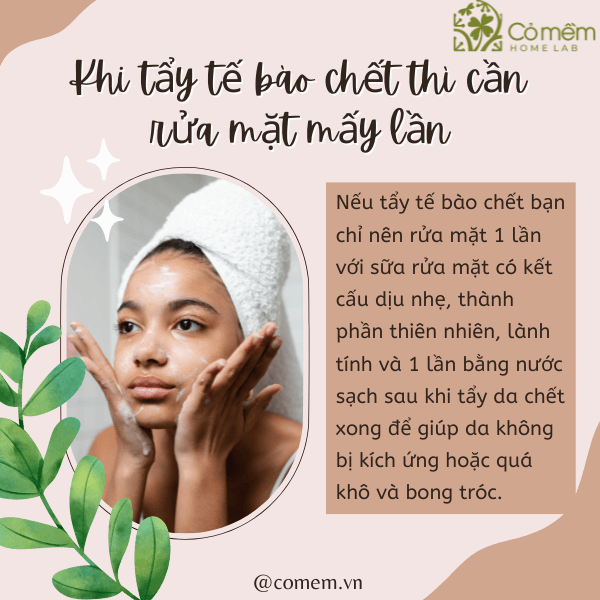 Cỏ mềm
HOME LAB
Khi tẩy tế bào chết thì cần
rửa mặt mấy lần
Nếu tẩy tế bào chết bạn
chỉ nên rửa mặt 1 lần
với sữa rửa mặt có kết
cấu dịu nhẹ, thành
phần thiên nhiên, lành
tính và 1 lần bằng nước
sạch sau khi tẩy da chết
xong để giúp da không
bị kích ứng hoặc quá
khô và bong tróc.
@comem.vn